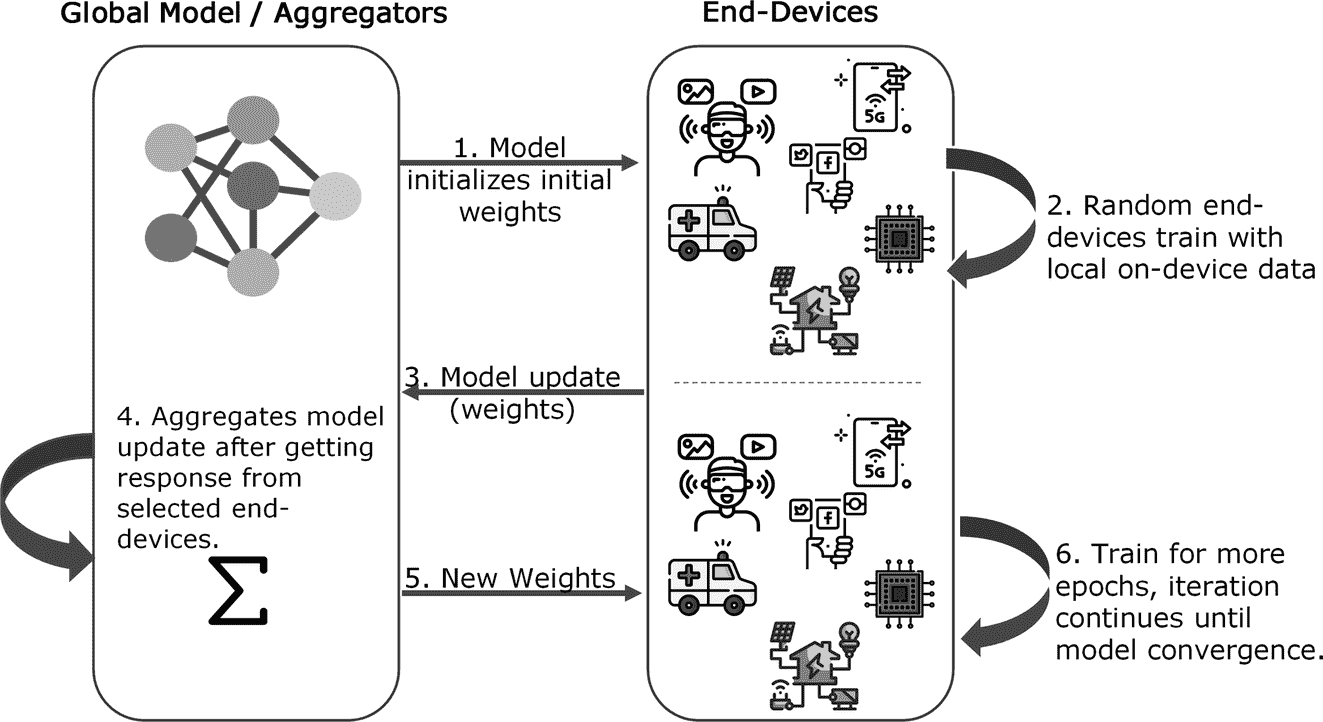 Global Model / Aggregators
End-Devices
5G
1. Model
initializes initial
weights
2. Random end-
devices train with
local on-device data
3. Model update
(weights)
4. Aggregates model
update after getting
response from
selected end-
devices.
Σ
5G
5. New Weights
6. Train for more
epochs, iteration
continues until
model convergence.